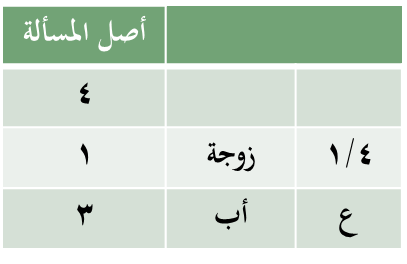 أصل المسألة
٤
١/٤ زوجة ١
ع أب ٣